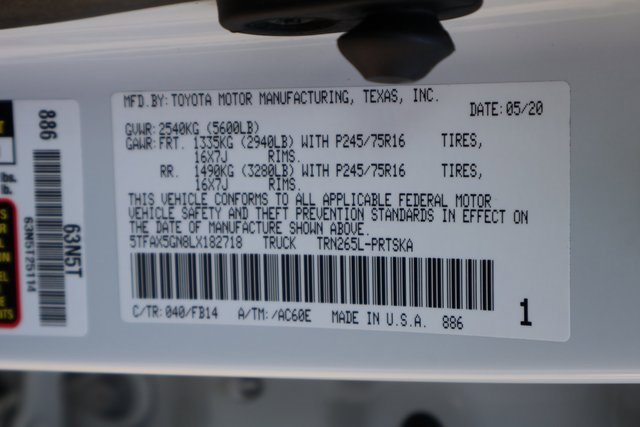 MFD.BY: TOYOTA MOTOR MANUFACTURING, TEXAS, INC.
DATE: 05/20
GVWR: 2540KG (5600LB)
GAWR: FRT. 1335KG (2940LB) WITH P245/75R16 TIRES,
16X7J RIMS.
RR. 1490KG (3280LB) WITH P245/75R16 TIRES,
16X7J RIMS.
THIS VEHICLE CONFORMS TO ALL APPLICABLE FEDERAL MOTOR
VEHICLE SAFETY AND THEFT PREVENTION STANDARDS IN EFFECT ON
THE DATE OF MANUFACTURE SHOWN ABOVE.
5TFAX5GN8LX182718 TRUCK TRN265L-PRTSKA
C/TR: 040/FB14 A/TM: /AC60E MADE IN U.S.A. 886 1
886
63N5T
63N5T25114
lbs.
lb.